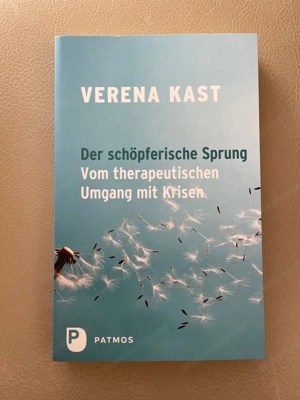 VERENA KAST
Der schöpferische Sprung
Vom therapeutischen
Umgang mit Krisen
P
PATMOS